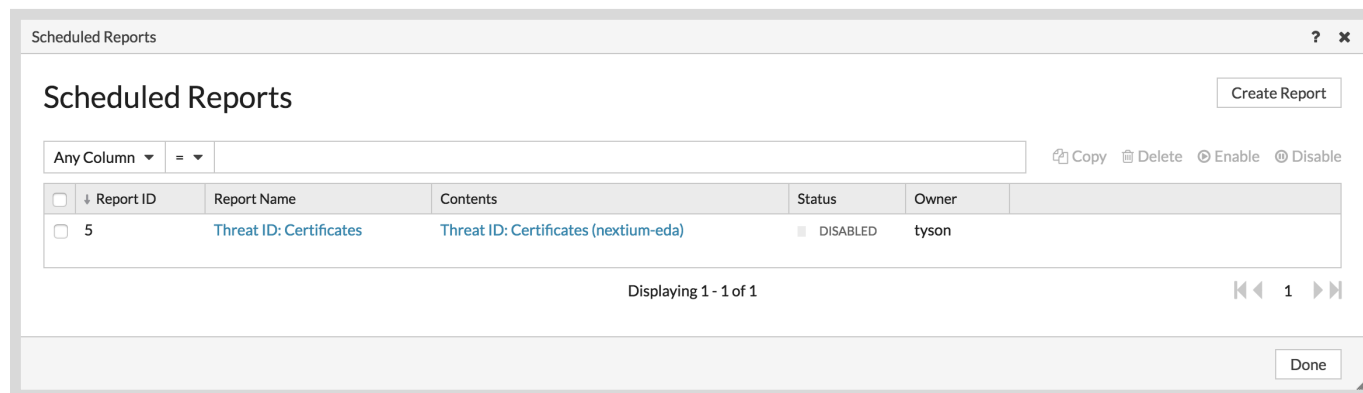 Scheduled Reports ? ✖
Scheduled Reports
Create Report
Any Column = Copy Delete Enable Disable
Report ID Report Name Contents Status Owner
5 Threat ID: Certificates Threat ID: Certificates (nextium-eda) DISABLED tyson
Displaying 1 - 1 of 1 1
Done